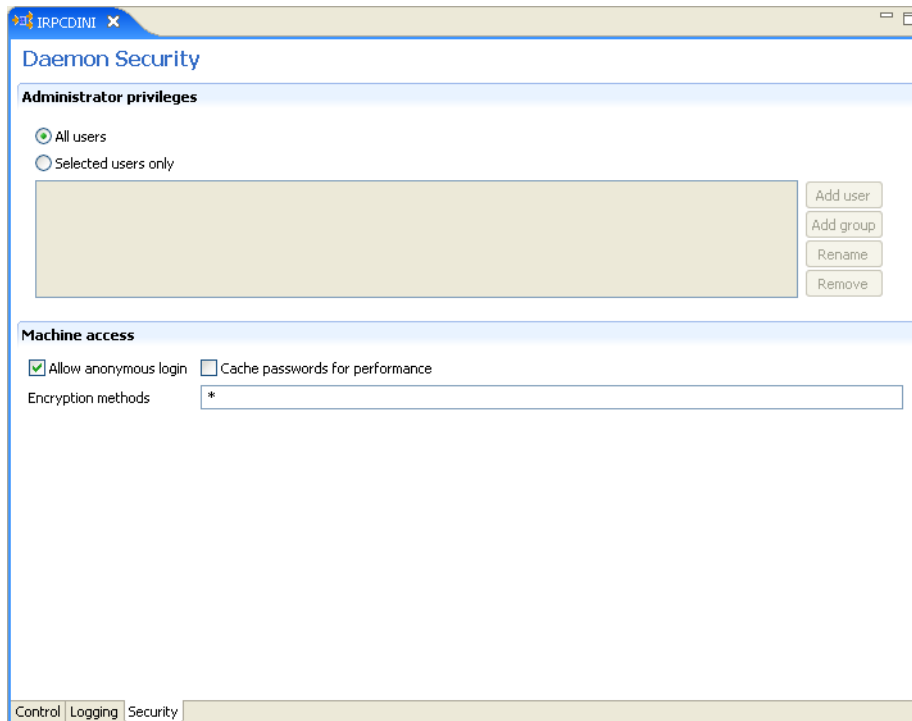 IRPCDINI
Daemon Security
Administrator privileges
All users
Selected users only
Add user
Add group
Rename
Remove
Machine access
Allow anonymous login Cache passwords for performance
Encryption methods *
Control Logging Security